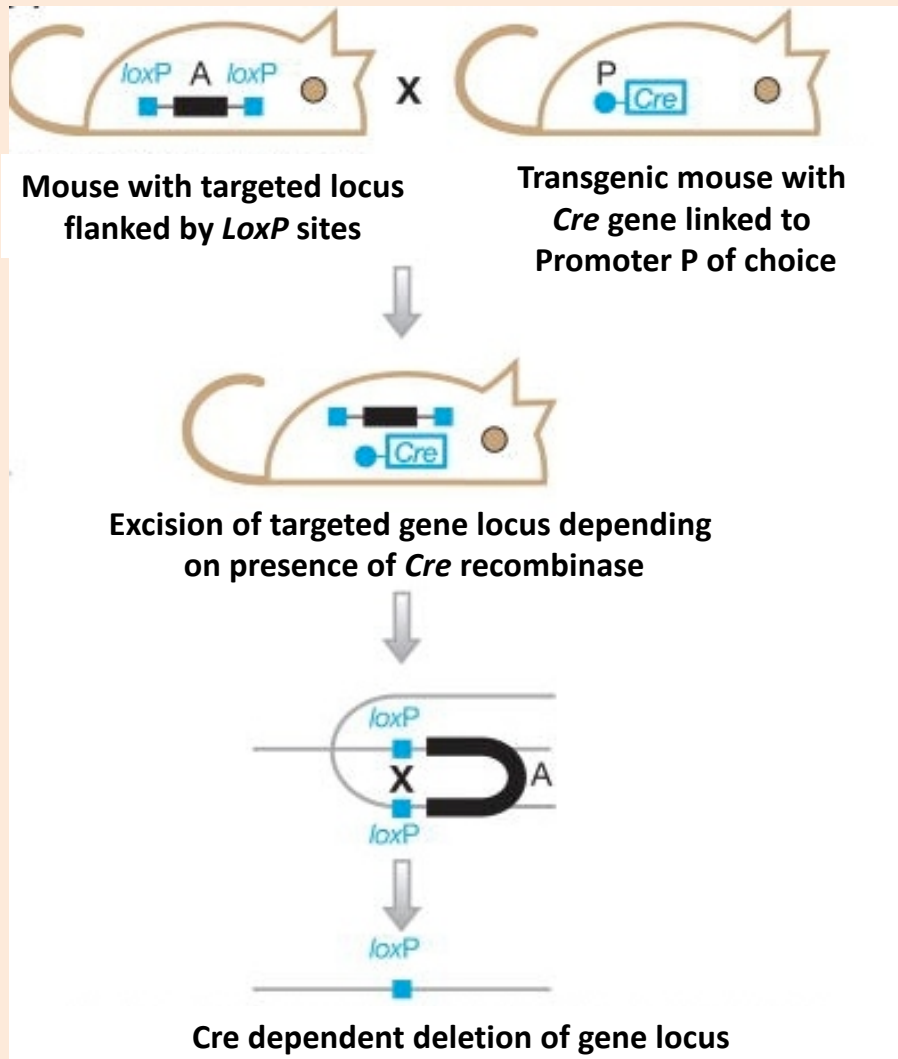 loxP A loxP
X
P
Cre
Mouse with targeted locus
flanked by LoxP sites
Transgenic mouse with
Cre gene linked to
Promoter P of choice
Cre
Excision of targeted gene locus depending
on presence of Cre recombinase
loxP
X
A
loxP
loxP
Cre dependent deletion of gene locus